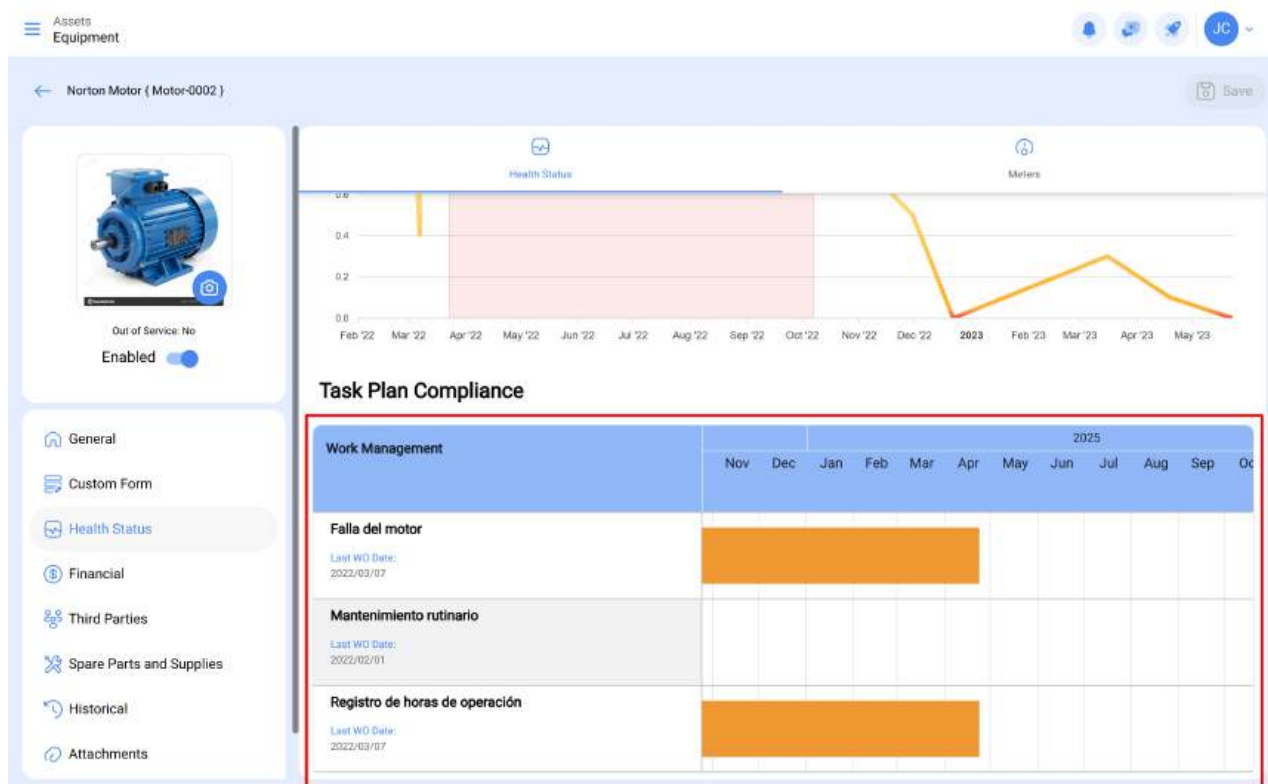 Assets
Equipment
JC
Norton Motor { Motor-0002 }
Save
Out of Service: No
Enabled
General
Custom Form
Health Status
Financial
Third Parties
Spare Parts and Supplies
Historical
Attachments
Health Status
Meters
0.6
0.4
0.2
0.0
Feb '22 Mar '22 Apr '22 May '22 Jun '22 Jul '22 Aug '22 Sep '22 Oct '22 Nov '22 Dec '22 2023 Feb '23 Mar '23 Apr '23 May '23
Task Plan Compliance
Work Management
2025
Nov Dec Jan Feb Mar Apr May Jun Jul Aug Sep Oc
Falla del motor
Last WO Date:
2022/03/07
Mantenimiento rutinario
Last WO Date:
2022/02/01
Registro de horas de operación
Last WO Date:
2022/03/07